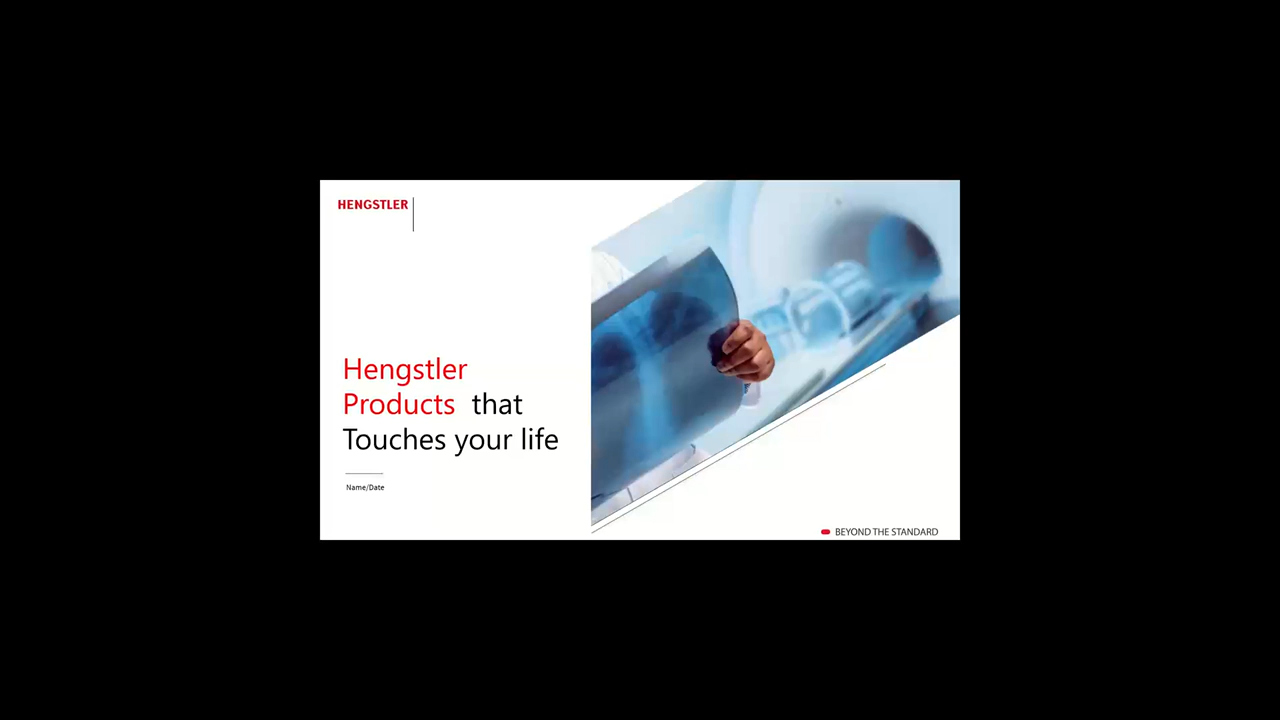 HENGSTLER
Hengstler
Products that
Touches your life
Name/Date
BEYOND THE STANDARD